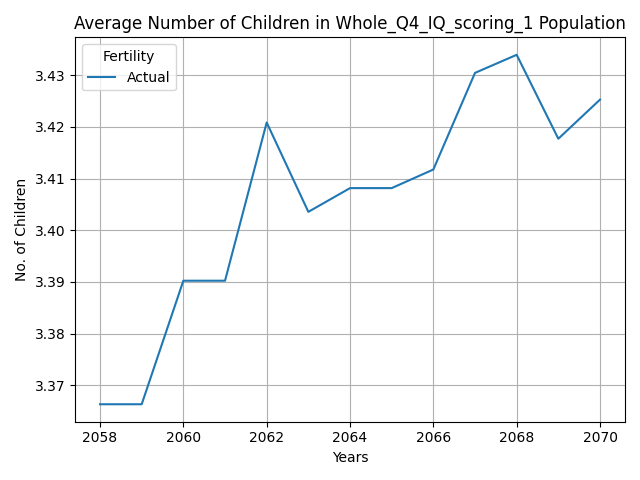 Average Number of Children in Whole_Q4_IQ_scoring_1 Population
Fertility
Actual
No. of Children
3.43
3.42
3.41
3.40
3.39
3.38
3.37
2058
2060
2062
2064
2066
2068
2070
Years